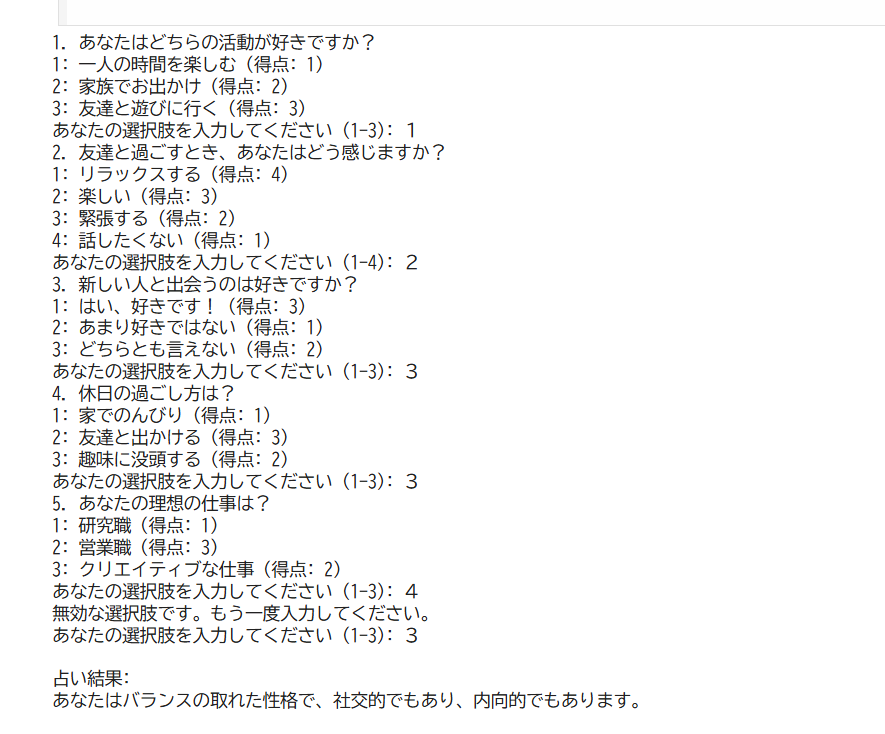 1. あなたはどちらの活動が好きですか？
1: 一人の時間を楽しむ (得点: 1)
2: 家族でお出かけ (得点: 2)
3: 友達と遊びに行く (得点: 3)
あなたの選択肢を入力してください (1-3): 1
2. 友達と過ごすとき、あなたはどう感じますか？
1: リラックスする (得点: 4)
2: 楽しい (得点: 3)
3: 緊張する (得点: 2)
4: 話したくない (得点: 1)
あなたの選択肢を入力してください (1-4): 2
3. 新しい人と出会うのは好きですか？
1: はい、好きです！ (得点: 3)
2: あまり好きではない (得点: 1)
3: どちらとも言えない (得点: 2)
あなたの選択肢を入力してください (1-3): 3
4. 休日の過ごし方は？
1: 家でのんびり (得点: 1)
2: 友達と出かける (得点: 3)
3: 趣味に没頭する (得点: 2)
あなたの選択肢を入力してください (1-3): 3
5. あなたの理想の仕事は？
1: 研究職 (得点: 1)
2: 営業職 (得点: 3)
3: クリエイティブな仕事 (得点: 2)
あなたの選択肢を入力してください (1-3): 4
無効な選択肢です。もう一度入力してください。
あなたの選択肢を入力してください (1-3): 3
占い結果:
あなたはバランスの取れた性格で、社交的でもあり、内向的でもあります。